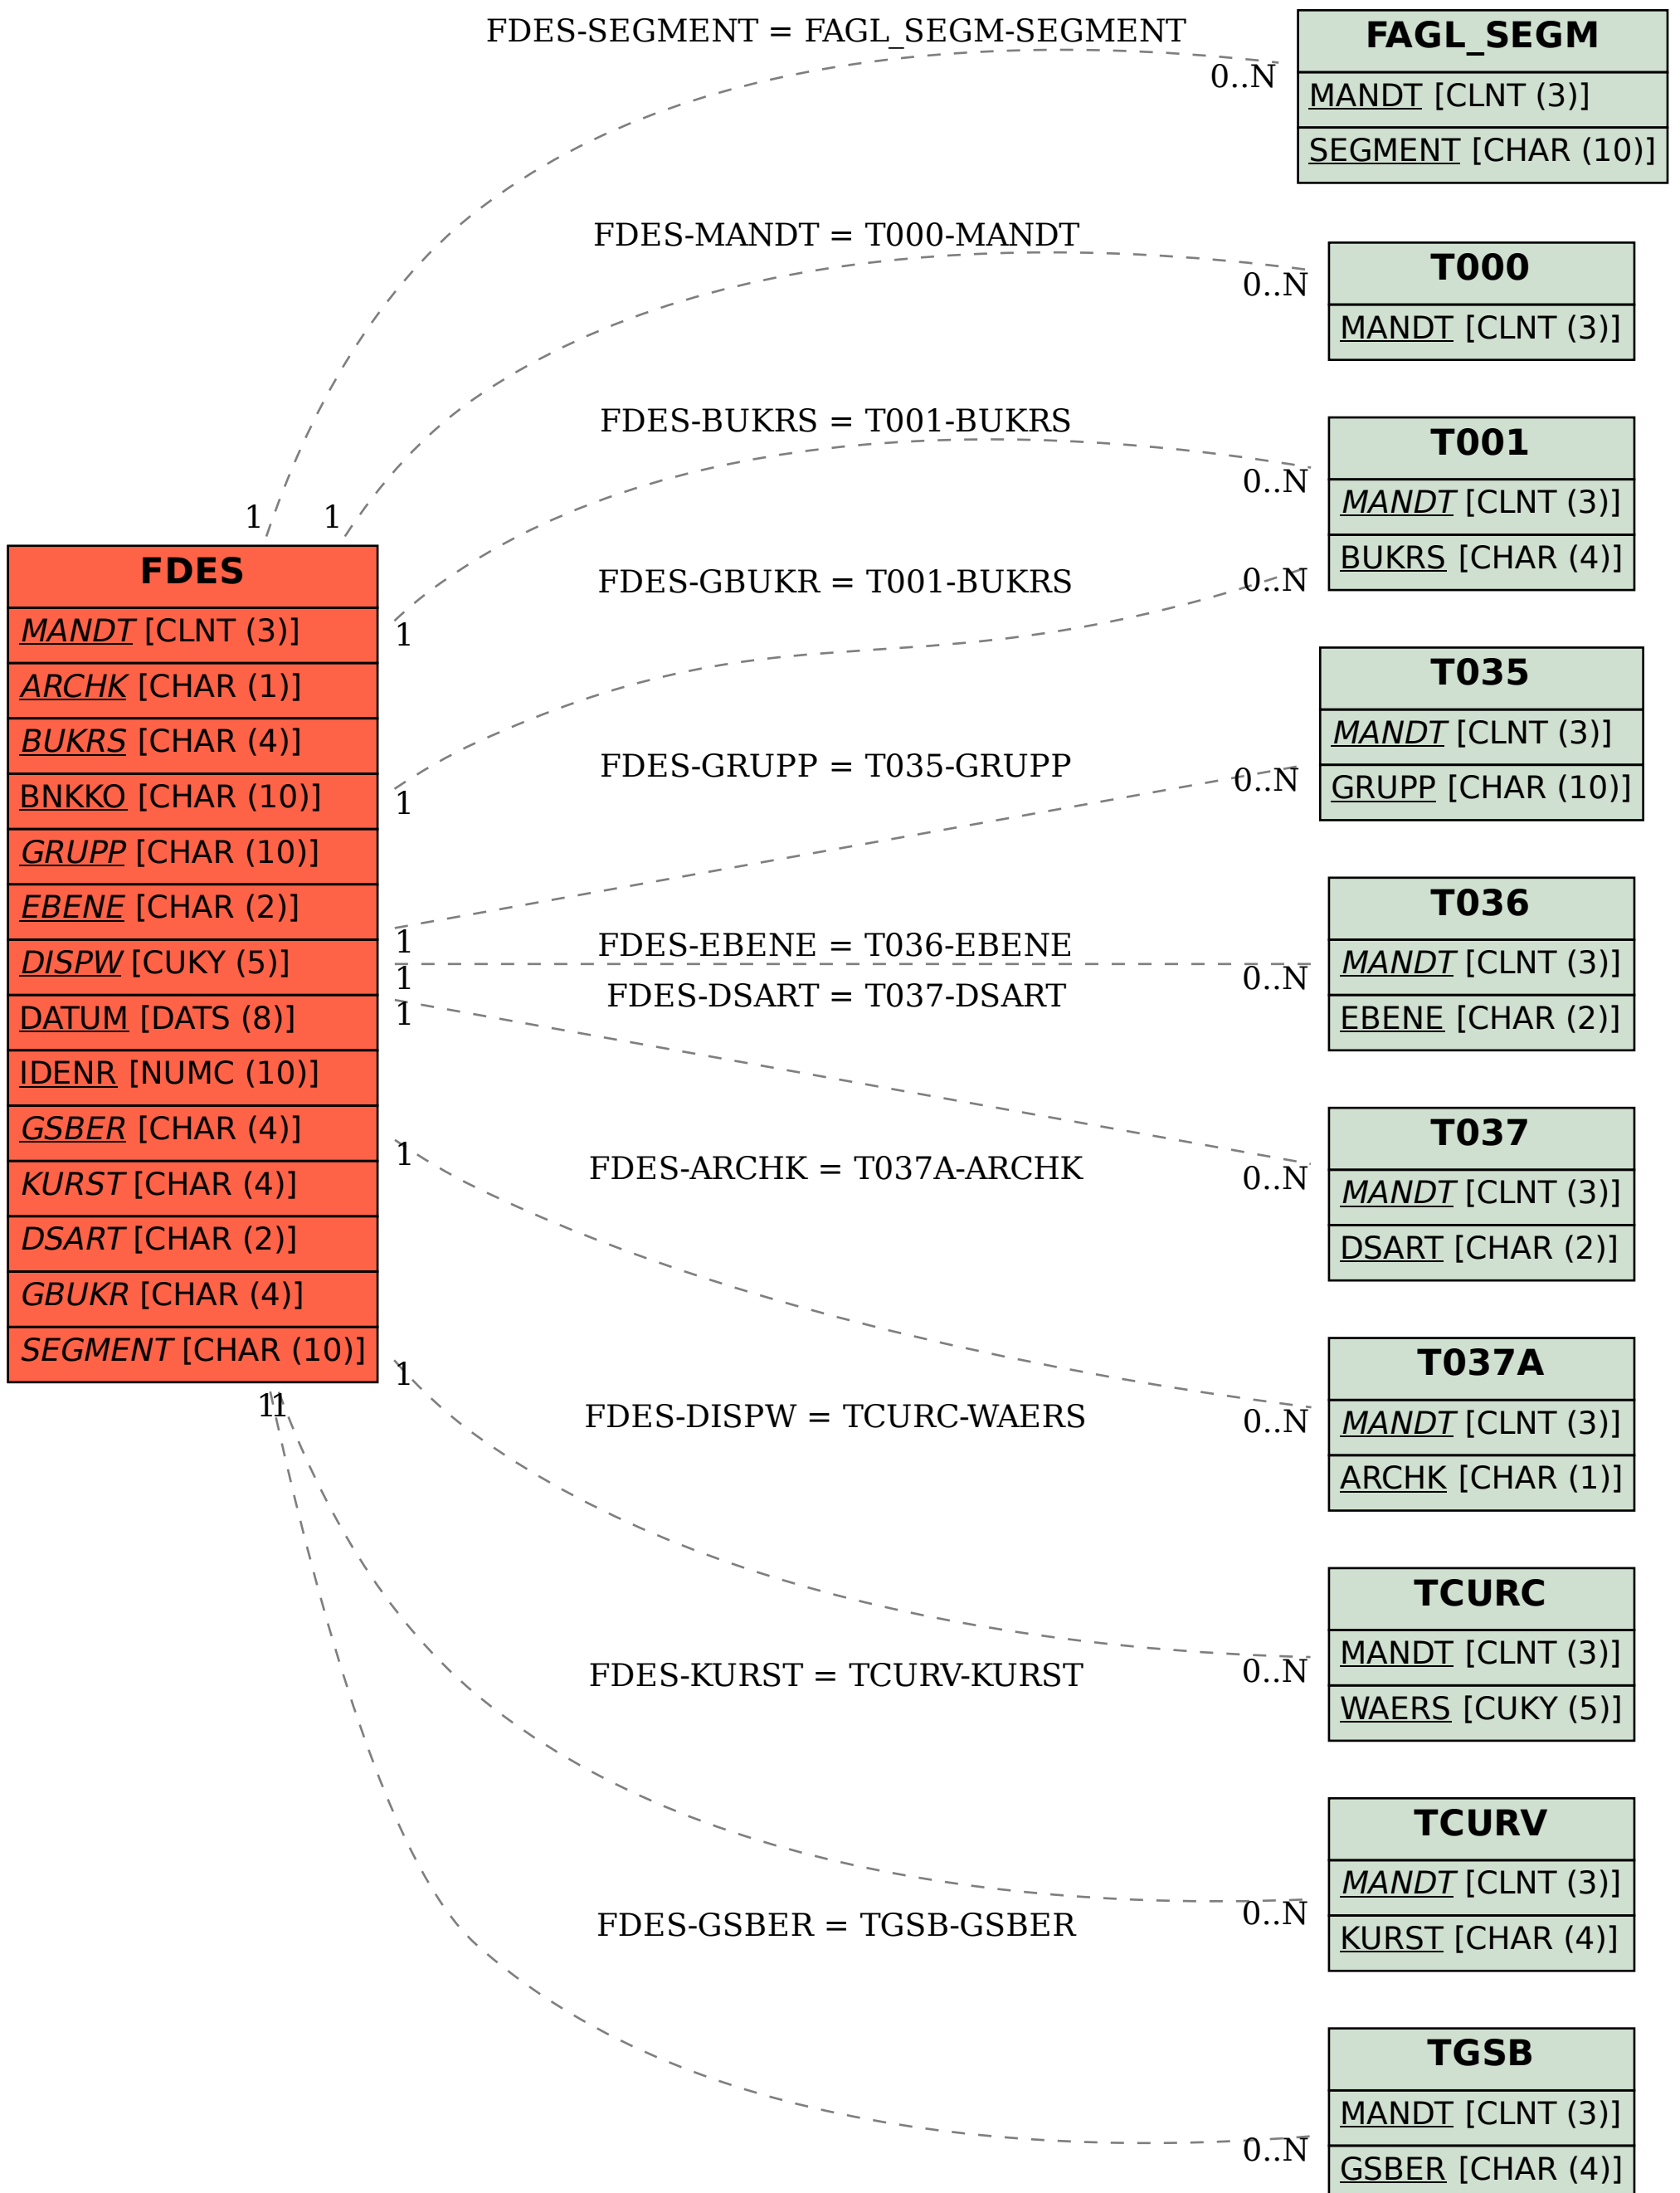 FDES-SEGMENT = FAGL_SEGM-SEGMENT
0..N
FAGL_SEGM
MANDT [CLNT (3)]
SEGMENT [CHAR (10)]
FDES-MANDT = T000-MANDT
0..N
T000
MANDT [CLNT (3)]
FDES-BUKRS = T001-BUKRS
0..N
T001
MANDT [CLNT (3)]
BUKRS [CHAR (4)]
1
1
FDES
MANDT [CLNT (3)]
ARCHK [CHAR (1)]
BUKRS [CHAR (4)]
BNKKO [CHAR (10)]
GRUPP [CHAR (10)]
EBENE [CHAR (2)]
DISPW [CUKY (5)]
DATUM [DATS (8)]
IDENR [NUMC (10)]
GSBER [CHAR (4)]
KURST [CHAR (4)]
DSART [CHAR (2)]
GBUKR [CHAR (4)]
SEGMENT [CHAR (10)]
1
FDES-GBUKR = T001-BUKRS
0..N
1
FDES-GRUPP = T035-GRUPP
0..N
T035
MANDT [CLNT (3)]
GRUPP [CHAR (10)]
1
FDES-EBENE = T036-EBENE
1
0..N
T036
MANDT [CLNT (3)]
EBENE [CHAR (2)]
FDES-DSART = T037-DSART
1
0..N
T037
MANDT [CLNT (3)]
DSART [CHAR (2)]
1
FDES-ARCHK = T037A-ARCHK
0..N
T037A
MANDT [CLNT (3)]
ARCHK [CHAR (1)]
1
FDES-DISPW = TCURC-WAERS
0..N
TCURC
MANDT [CLNT (3)]
WAERS [CUKY (5)]
1
1
FDES-KURST = TCURV-KURST
0..N
TCURV
MANDT [CLNT (3)]
KURST [CHAR (4)]
FDES-GSBER = TGSB-GSBER
0..N
TGSB
MANDT [CLNT (3)]
GSBER [CHAR (4)]